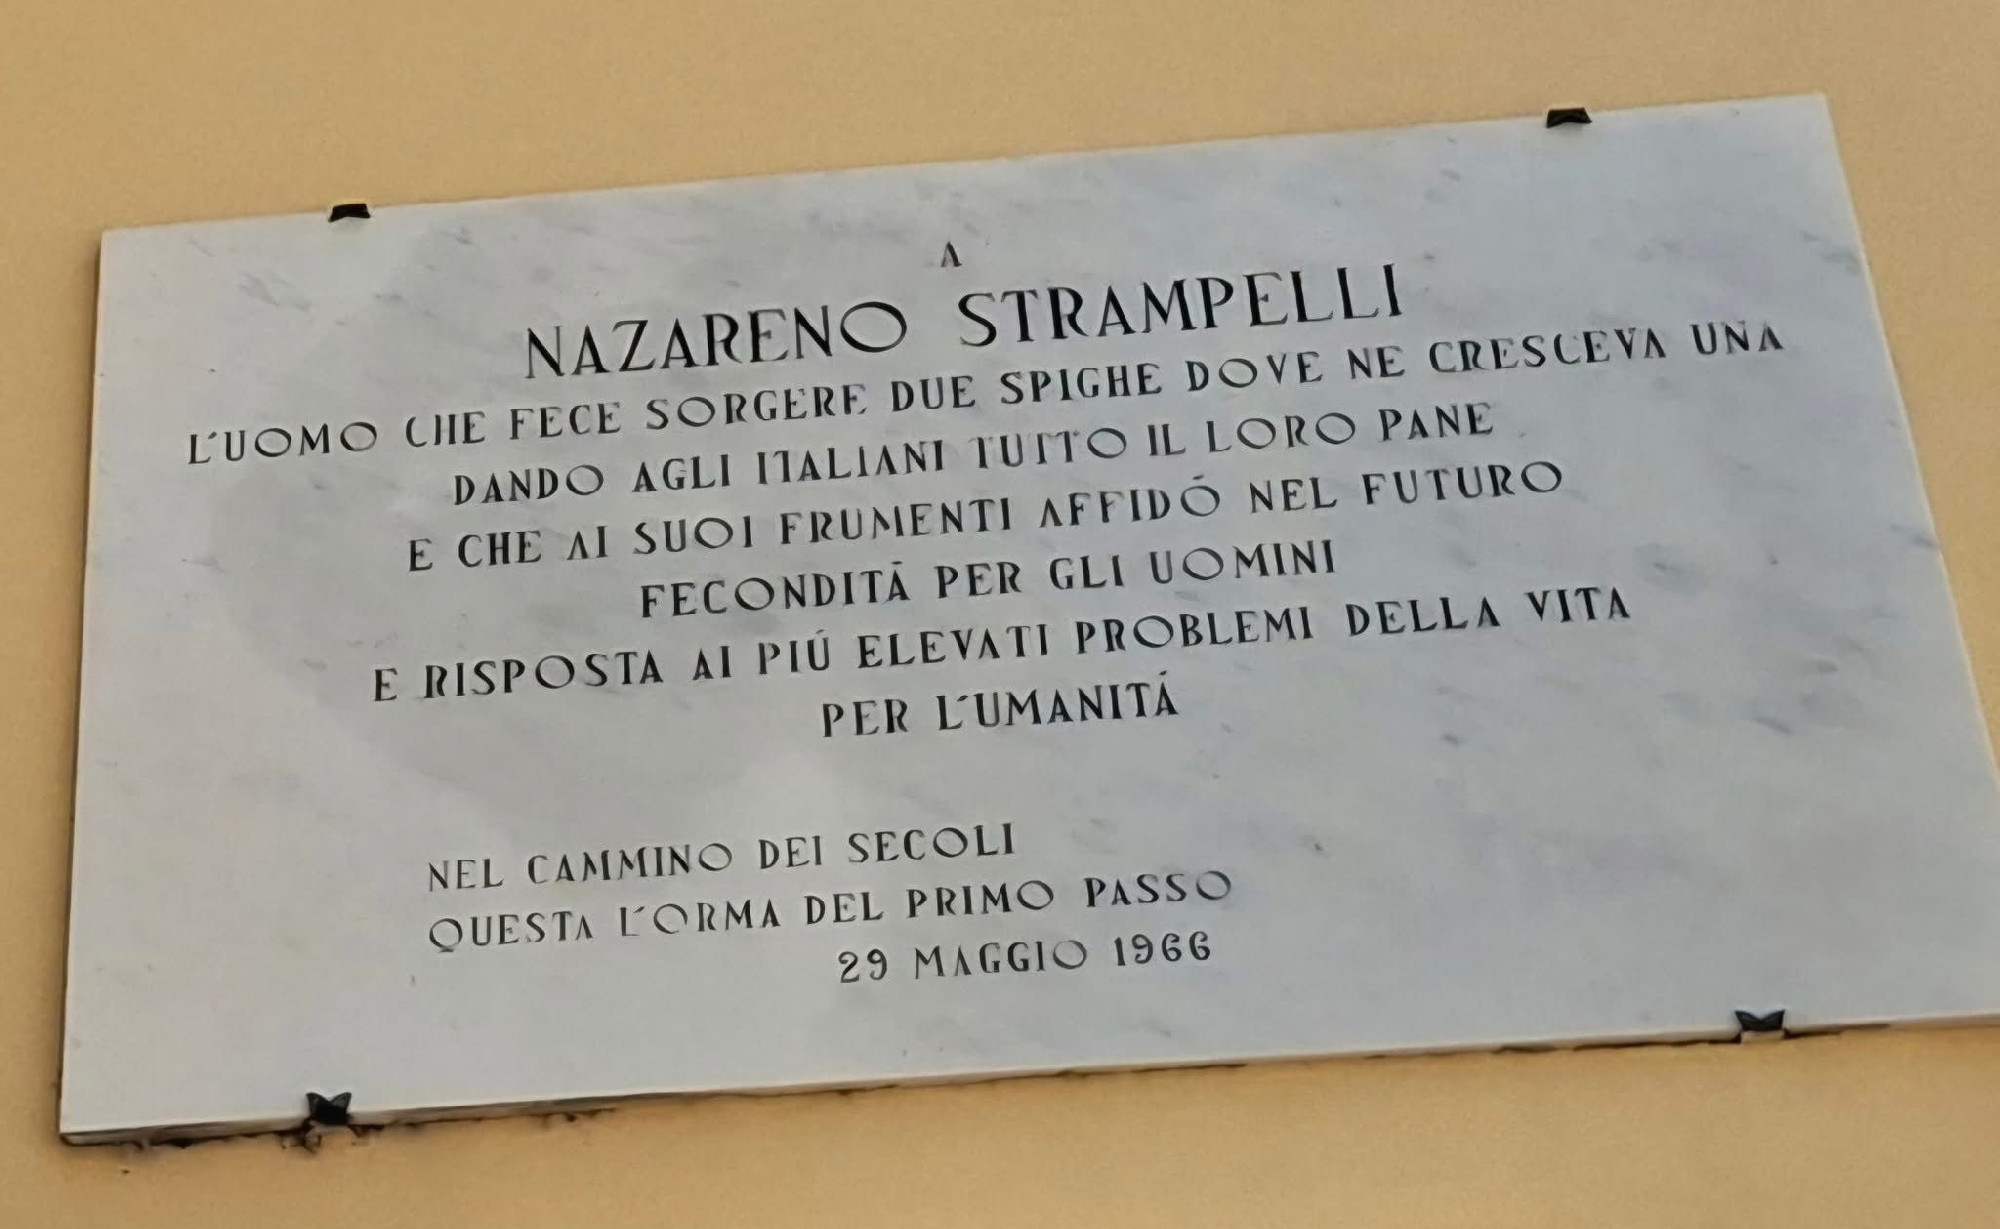 A
NAZARENO STRAMPELLI
L'UOMO CHE FECE SORGERE DUE SPIGHE DOVE NE CRESCEVA UNA
DANDO AGLI ITALIANI TUTTO IL LORO PANE
E CHE AI SUOI FRUMENTI AFFIDÓ NEL FUTURO
FECONDITÁ PER GLI UOMINI
E RISPOSTA AI PIÚ ELEVATI PROBLEMI DELLA VITA
PER L'UMANITÁ
NEL CAMMINO DEI SECOLI
QUESTA L'ORMA DEL PRIMO PASSO
29 MAGGIO 1966